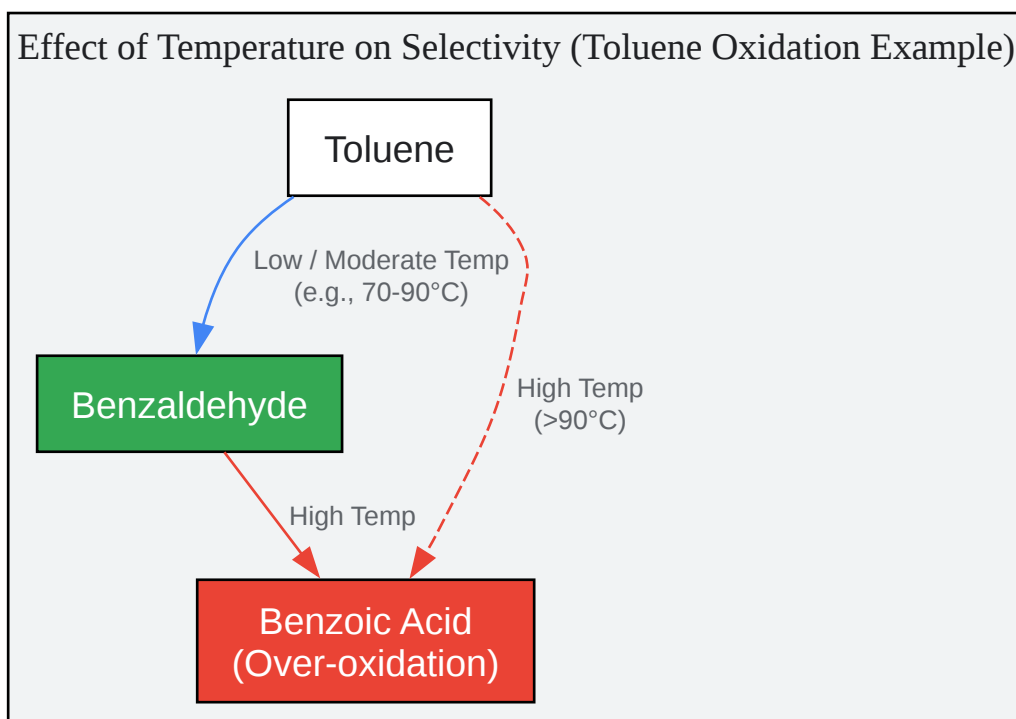 Effect of Temperature on Selectivity (Toluene Oxidation Example)
Toluene
Low / Moderate Temp
(e.g., 70-90°C)
Benzaldehyde
High Temp
(>90°C)
High Temp
Benzoic Acid
(Over-oxidation)